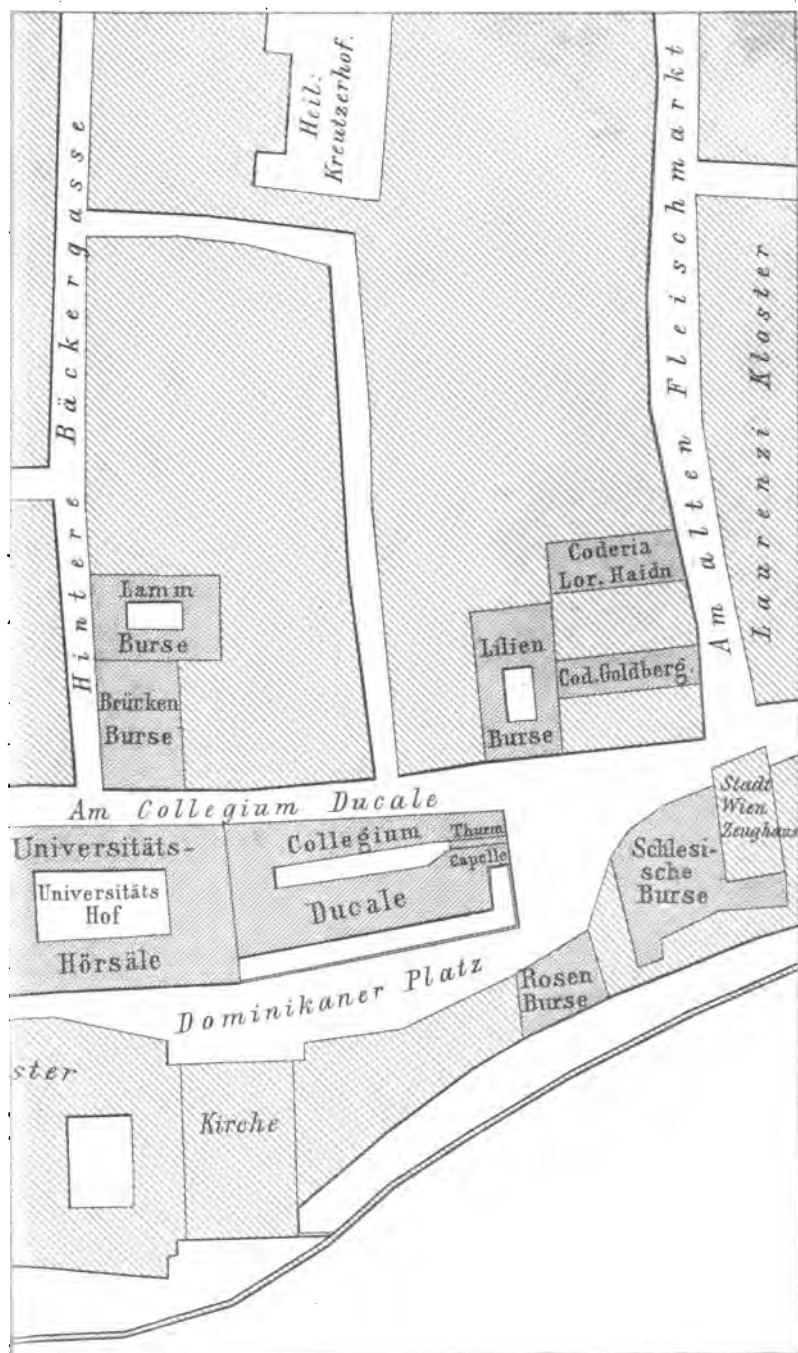 Heil:
Kreutzerhof.
Hintere Bäckergasse
Am alten Fleischmarkt
Laurenzi Kloster
Coderia
Lor. Haidn
Lamm
Burse
Lilien
Burse
Cod. Goldberg.
Brücken
Burse
Am Collegium Ducale
Stadt
Wien
Zeughaus
Universitäts-
Universitäts
Hof
Hörsäle
Collegium
Ducale
Thurm
Capelle
Schlesi-
sche
Burse
Dominikaner Platz
Rosen
Burse
ster
Kirche